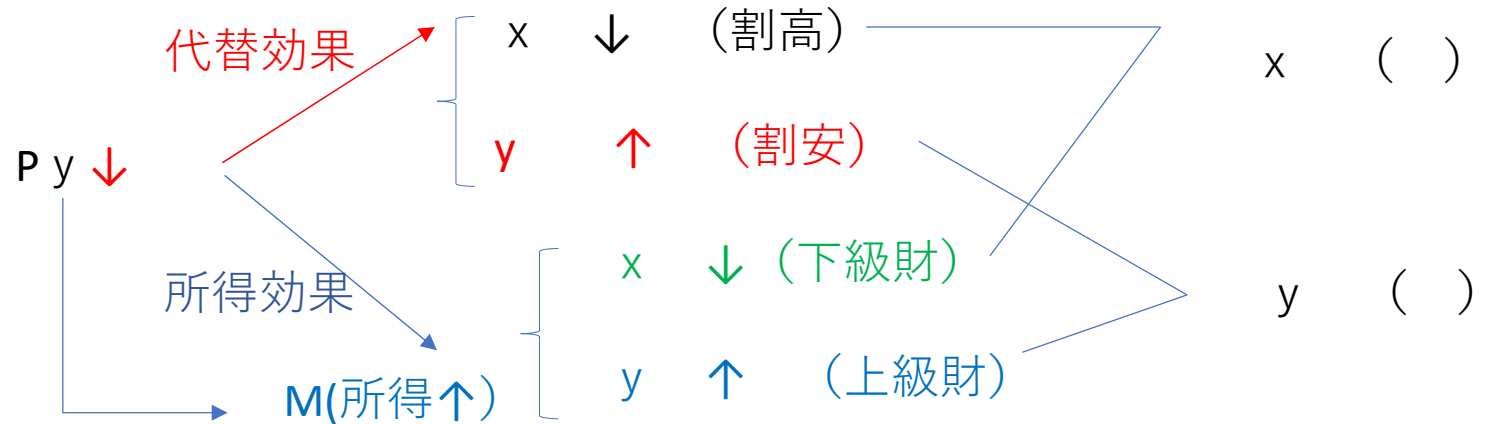 代替効果
x ↓ （割高）
x （ ）
y ↑ （割安）
P y ↓
x ↓ （下級財）
所得効果
y （ ）
y ↑ （上級財）
M(所得↑）